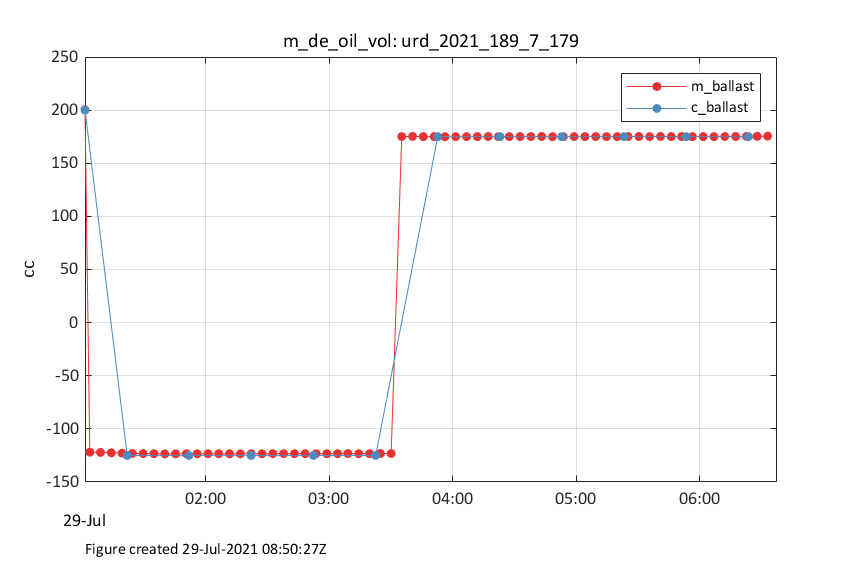 m_de_oil_vol: urd_2021_189_7_179
250
200
150
100
50
0
-50
-100
-150
cc
m_ballast
c_ballast
02:00 03:00 04:00 05:00 06:00
29-Jul
Figure created 29-Jul-2021 08:50:27Z